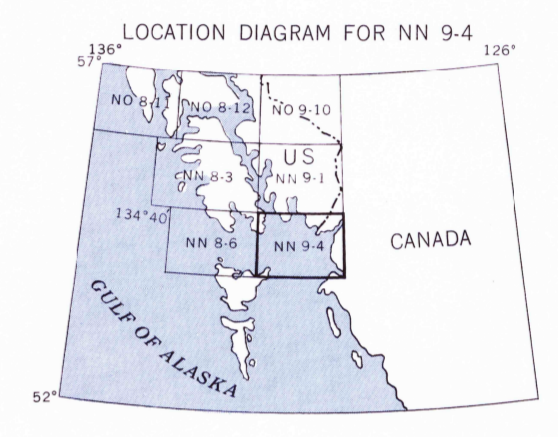 LOCATION DIAGRAM FOR NN 9-4
136° 126°
57°
NO 8-11 NO 8-12 NO 9-10
US
NN 8-3 NN 9-1
134°40'
NN 8-6 NN 9-4 CANADA
GULF OF ALASKA
52°